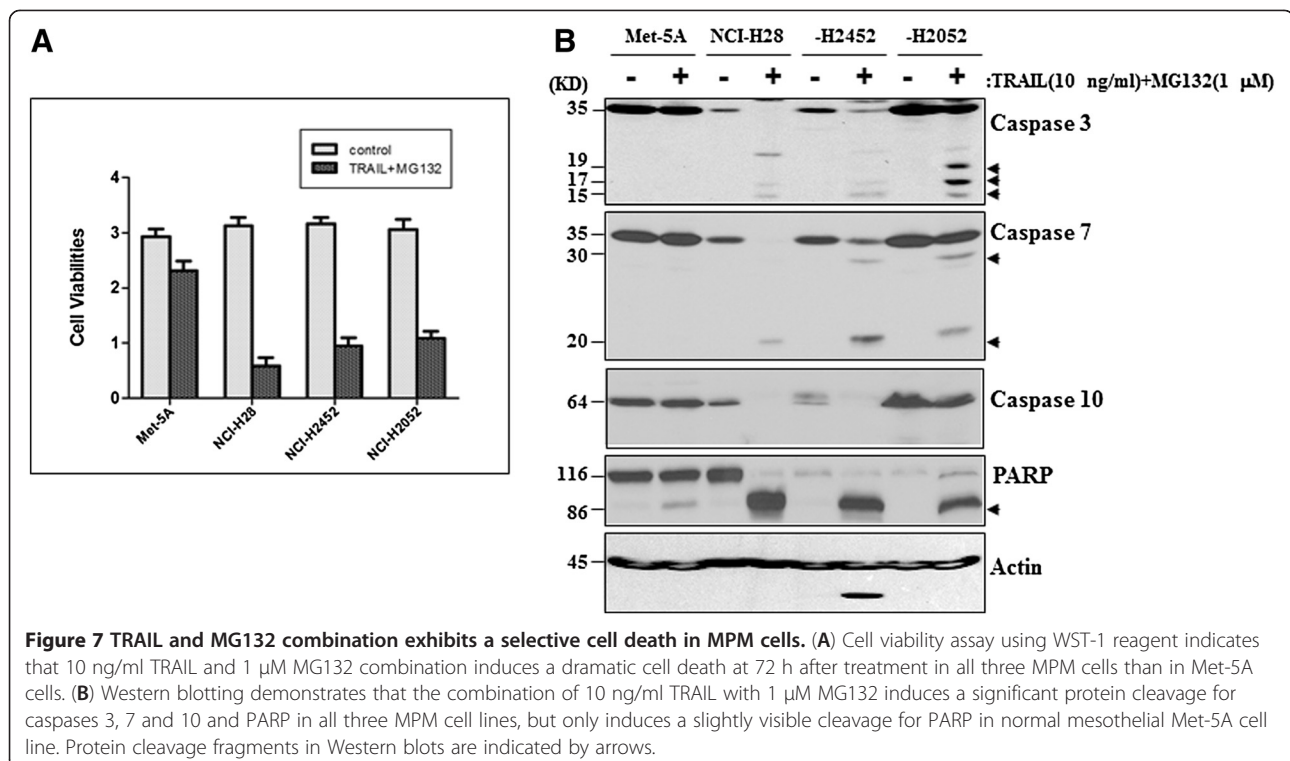 A
control
TRAIL+MG132
4
3
2
1
0
Cell Viabilities
Met-5A
NCI-H28
NCI-H2452
NCI-H2052
B
Met-5A NCI-H28 -H2452 -H2052
(KD) - + - + - + - + :TRAIL(10 ng/ml)+MG132(1 µM)
35
19
17
15
Caspase 3
35
30
20
Caspase 7
64
Caspase 10
116
86
PARP
45
Actin
Figure 7 TRAIL and MG132 combination exhibits a selective cell death in MPM cells. (A) Cell viability assay using WST-1 reagent indicates
that 10 ng/ml TRAIL and 1 µM MG132 combination induces a dramatic cell death at 72 h after treatment in all three MPM cells than in Met-5A
cells. (B) Western blotting demonstrates that the combination of 10 ng/ml TRAIL with 1 µM MG132 induces a significant protein cleavage for
caspases 3, 7 and 10 and PARP in all three MPM cell lines, but only induces a slightly visible cleavage for PARP in normal mesothelial Met-5A cell
line. Protein cleavage fragments in Western blots are indicated by arrows.